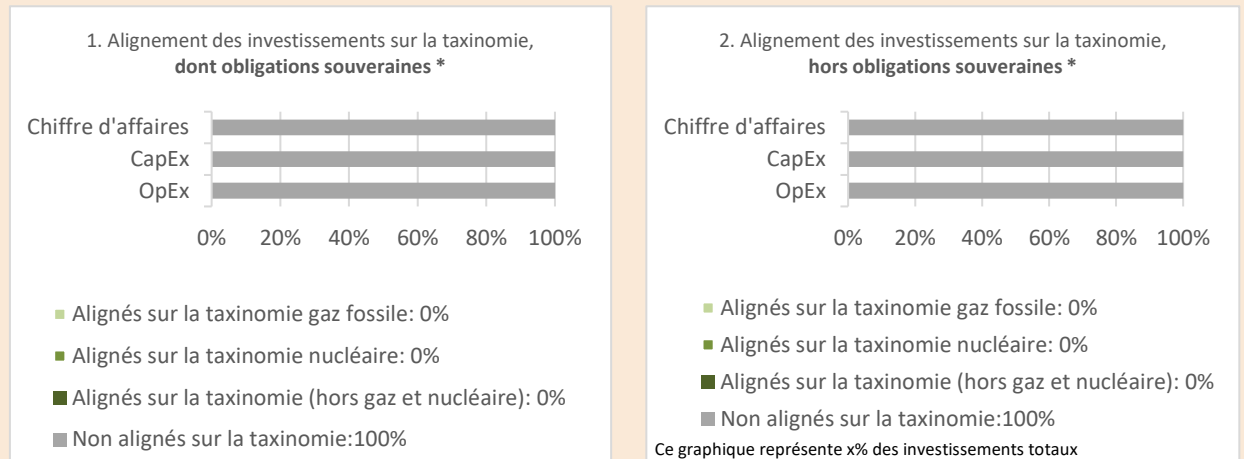 1. Alignement des investissements sur la taxinomie,
dont obligations souveraines *
Chiffre d'affaires
CapEx
OpEx
0% 20% 40% 60% 80% 100%
Alignés sur la taxinomie gaz fossile: 0%
Alignés sur la taxinomie nucléaire: 0%
Alignés sur la taxinomie (hors gaz et nucléaire): 0%
Non alignés sur la taxinomie:100%
2. Alignement des investissements sur la taxinomie,
hors obligations souveraines *
Chiffre d'affaires
CapEx
OpEx
0% 20% 40% 60% 80% 100%
Alignés sur la taxinomie gaz fossile: 0%
Alignés sur la taxinomie nucléaire: 0%
Alignés sur la taxinomie (hors gaz et nucléaire): 0%
Non alignés sur la taxinomie:100%
Ce graphique représente x% des investissements totaux